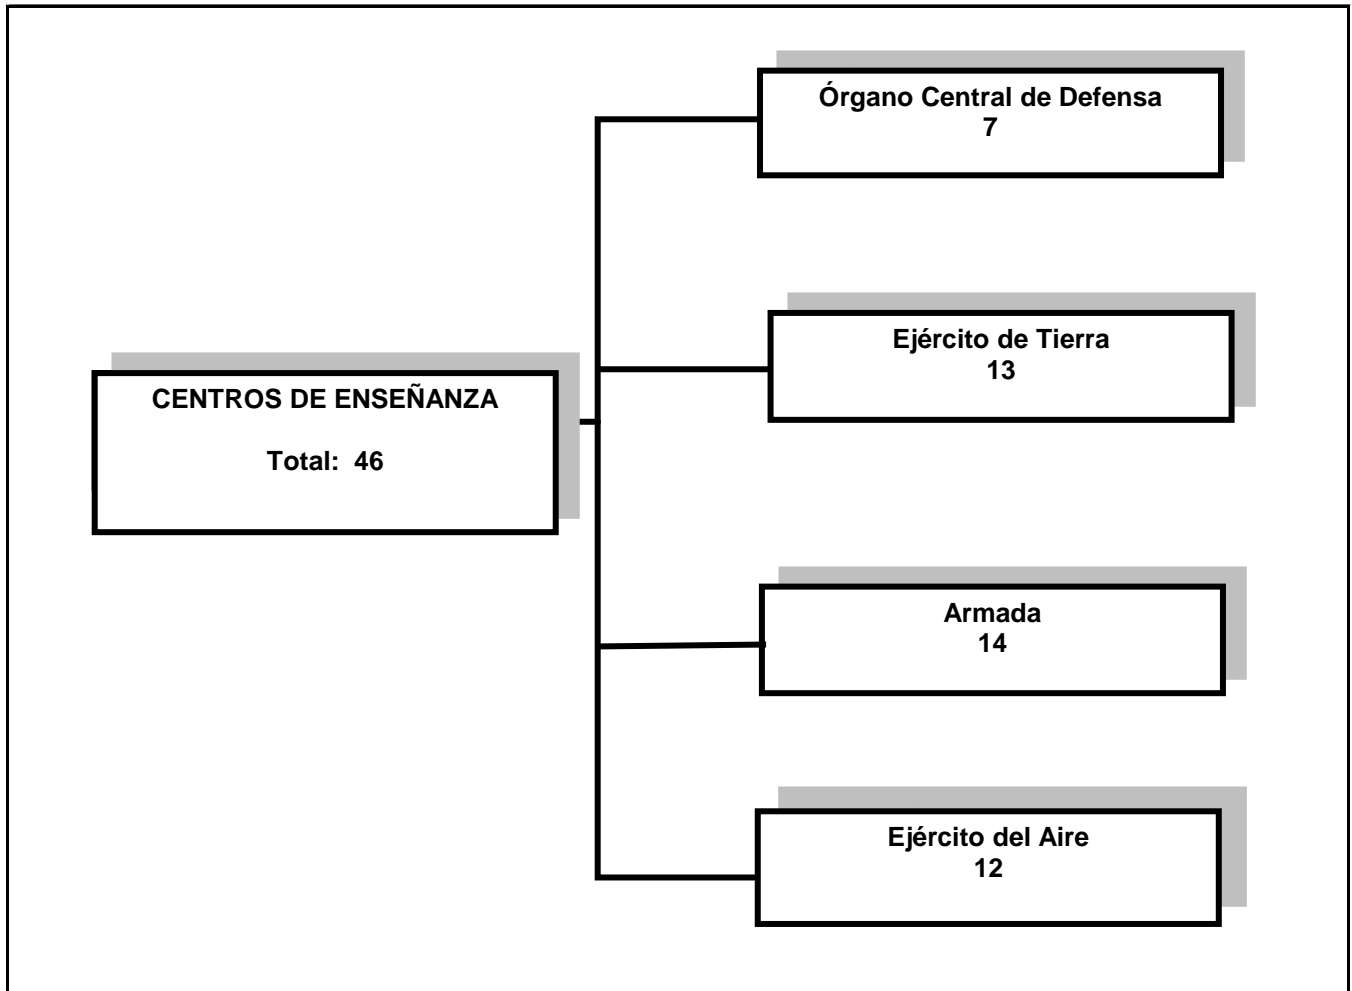 Órgano Central de Defensa
7
Ejército de Tierra
13
CENTROS DE ENSEÑANZA
Total: 46
Armada
14
Ejército del Aire
12